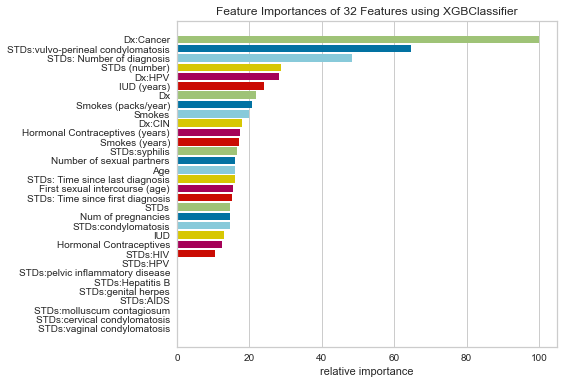 Feature Importances of 32 Features using XGBClassifier
Dx:Cancer
STDs:vulvo-perineal condylomatosis
STDs: Number of diagnosis
STDs (number)
Dx:HPV
IUD (years)
Dx
Smokes (packs/year)
Smokes
Dx:CIN
Hormonal Contraceptives (years)
Smokes (years)
STDs:syphilis
Number of sexual partners
Age
STDs: Time since last diagnosis
First sexual intercourse (age)
STDs: Time since first diagnosis
STDs
Num of pregnancies
STDs:condylomatosis
IUD
Hormonal Contraceptives
STDs:HIV
STDs:HPV
STDs:pelvic inflammatory disease
STDs:Hepatitis B
STDs:genital herpes
STDs:AIDS
STDs:molluscum contagiosum
STDs:cervical condylomatosis
STDs:vaginal condylomatosis
0 20 40 60 80 100
relative importance